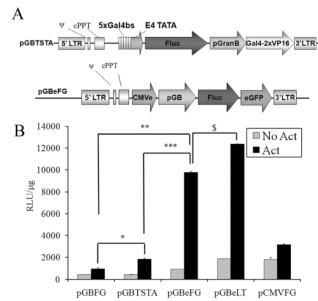 ψ cPPT 5xGal4bs E4 TATA
pGBTSTA 5' LTR Fluc pGranB Gal4-2xVP16 3'LTR
ψ cPPT
pGBeFG 5' LTR CMVe pGB Fluc eGFP 3'LTR
B
14000
12000
10000
8000
6000
4000
2000
0
RLU/µg
**
$
***
*
No Act
Act
pGBFG pGBTSTA pGBeFG pGBeLT pCMVFG